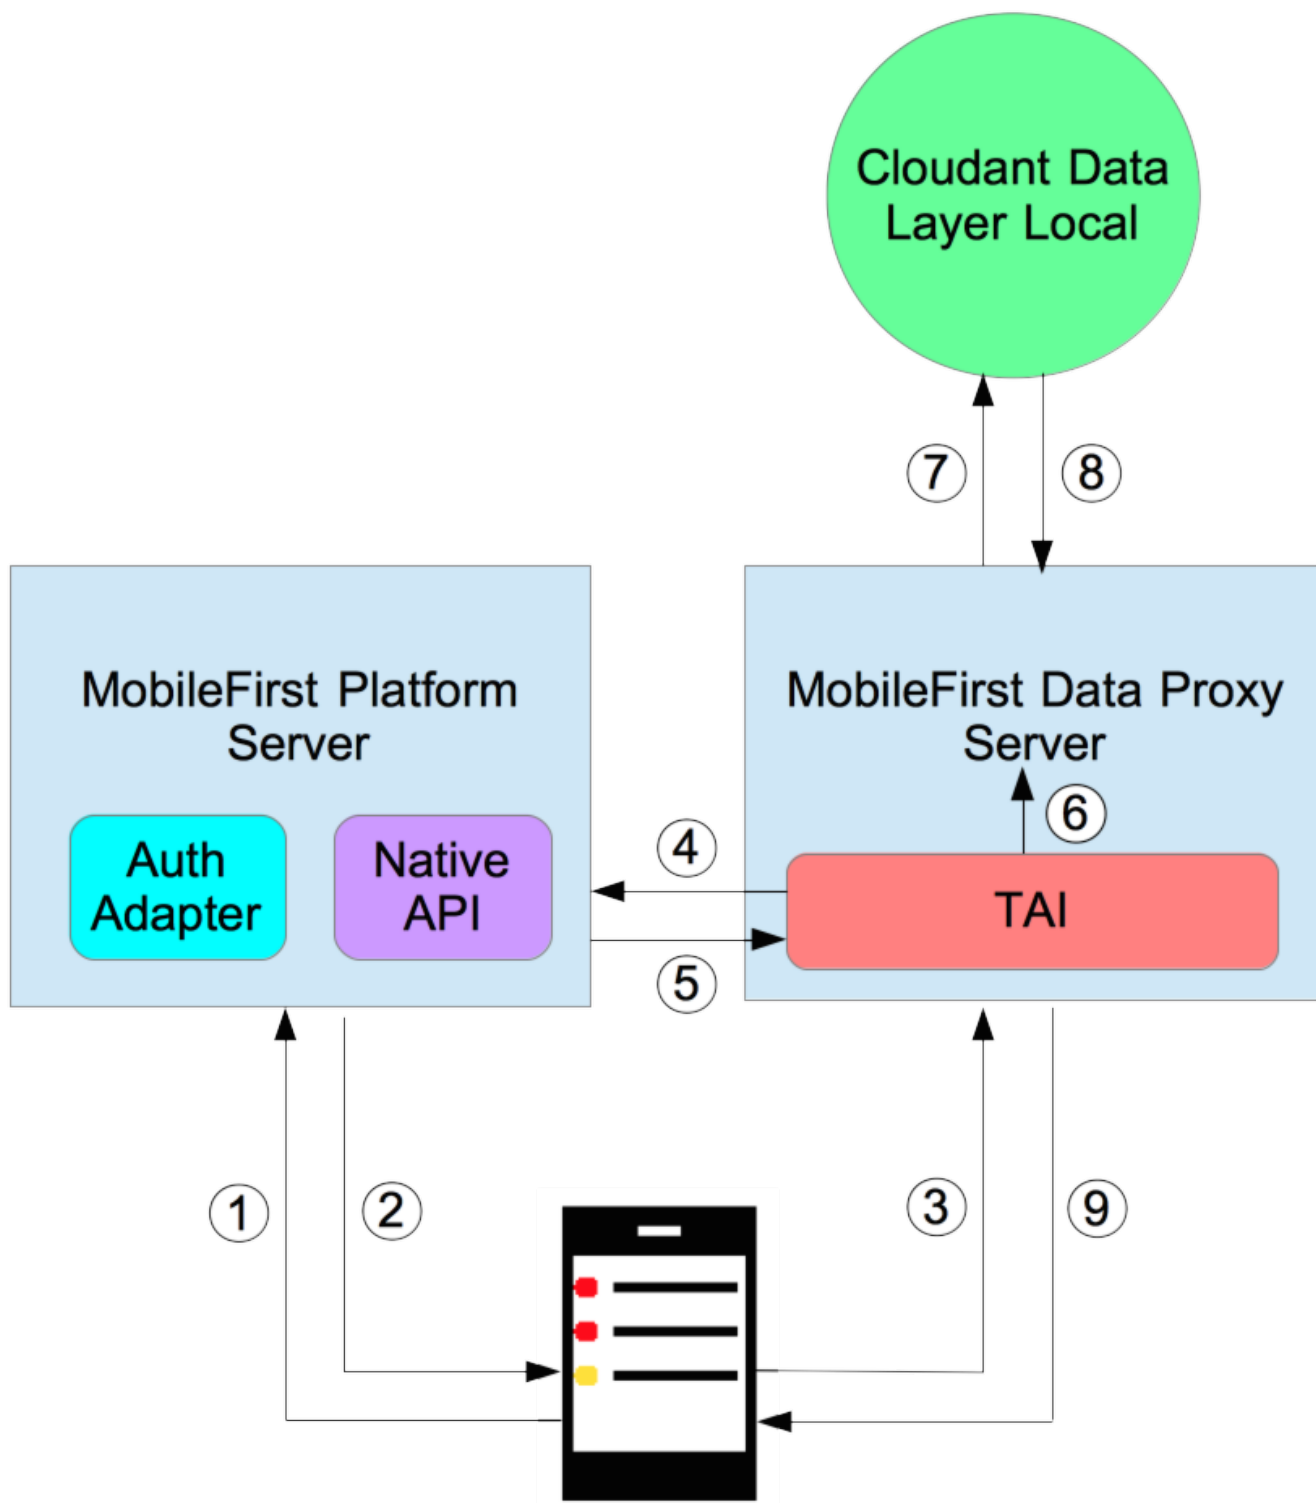 Cloudant Data
Layer Local
7
8
MobileFirst Platform
Server
MobileFirst Data Proxy
Server
6
Auth
Adapter
Native
API
4
TAI
5
1
2
3
9